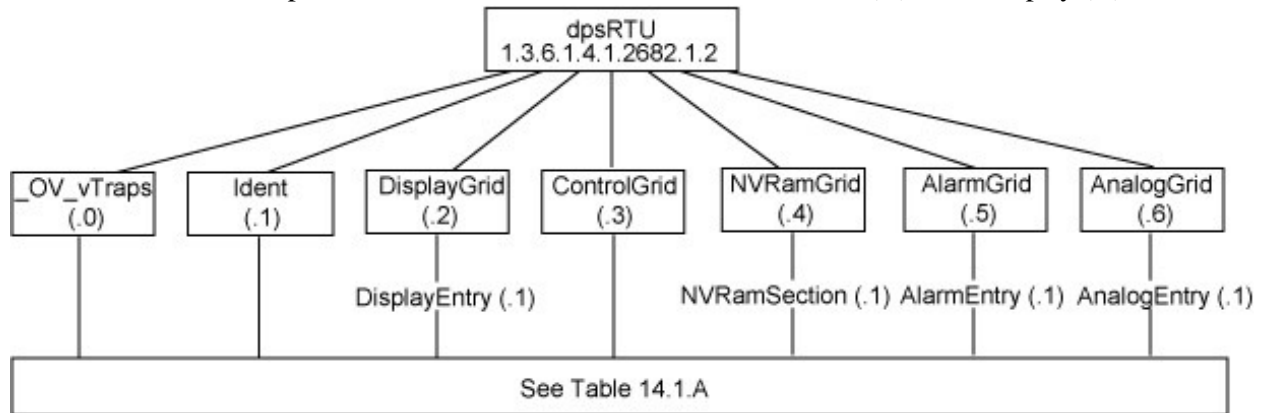 dpsRTU
1.3.6.1.4.1.2682.1.2
_OV_vTraps
(.0)
Ident
(.1)
DisplayGrid
(.2)
ControlGrid
(.3)
NVRamGrid
(.4)
AlarmGrid
(.5)
AnalogGrid
(.6)
DisplayEntry (.1)
NVRamSection (.1)
AlarmEntry (.1)
AnalogEntry (.1)
See Table 14.1.A